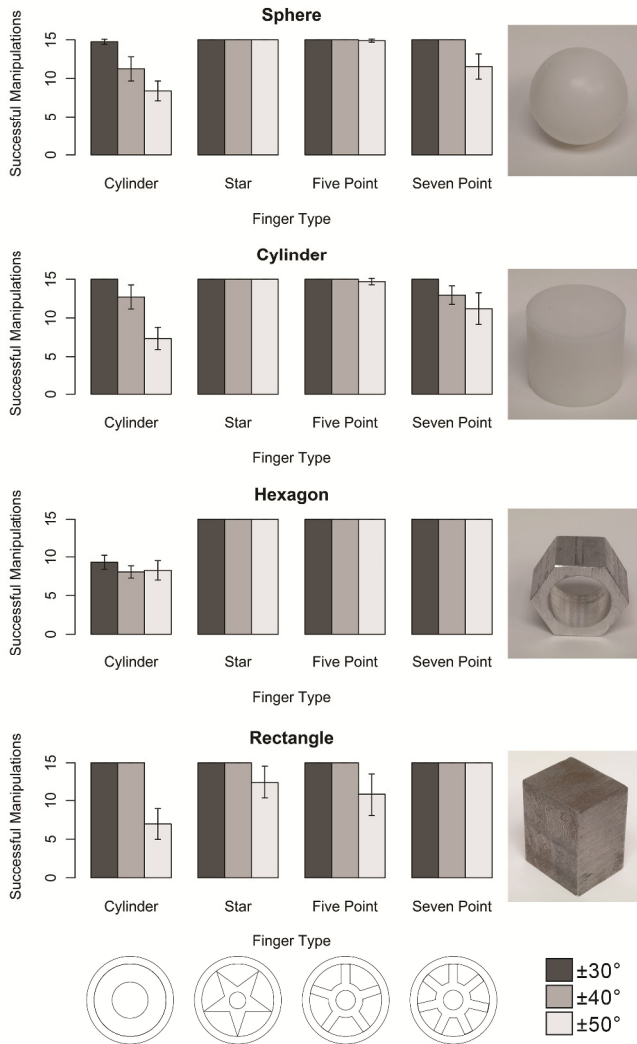 Sphere
Successful Manipulations
15
10
5
0
Cylinder Star Five Point Seven Point
Finger Type
Cylinder
Successful Manipulations
15
10
5
0
Cylinder Star Five Point Seven Point
Finger Type
Hexagon
Successful Manipulations
15
10
5
0
Cylinder Star Five Point Seven Point
Finger Type
Rectangle
Successful Manipulations
15
10
5
0
Cylinder Star Five Point Seven Point
Finger Type
±30°
±40°
±50°